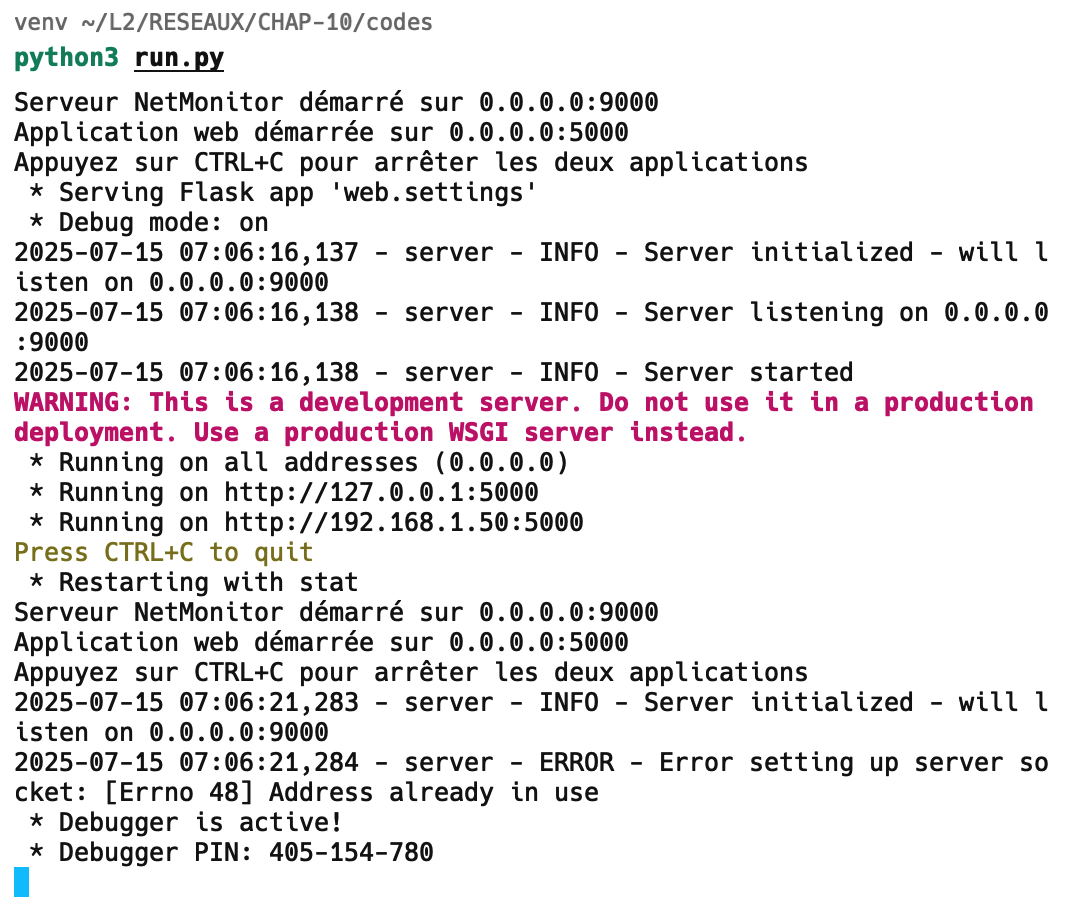 venv ~/L2/RESEAUX/CHAP-10/codes
python3 run.py
Serveur NetMonitor démarré sur 0.0.0.0:9000
Application web démarrée sur 0.0.0.0:5000
Appuyez sur CTRL+C pour arrêter les deux applications
 * Serving Flask app 'web.settings'
 * Debug mode: on
2025-07-15 07:06:16,137 - server - INFO - Server initialized - will l
isten on 0.0.0.0:9000
2025-07-15 07:06:16,138 - server - INFO - Server listening on 0.0.0.0
:9000
2025-07-15 07:06:16,138 - server - INFO - Server started
WARNING: This is a development server. Do not use it in a production
deployment. Use a production WSGI server instead.
 * Running on all addresses (0.0.0.0)
 * Running on http://127.0.0.1:5000
 * Running on http://192.168.1.50:5000
Press CTRL+C to quit
 * Restarting with stat
Serveur NetMonitor démarré sur 0.0.0.0:9000
Application web démarrée sur 0.0.0.0:5000
Appuyez sur CTRL+C pour arrêter les deux applications
2025-07-15 07:06:21,283 - server - INFO - Server initialized - will l
isten on 0.0.0.0:9000
2025-07-15 07:06:21,284 - server - ERROR - Error setting up server so
cket: [Errno 48] Address already in use
 * Debugger is active!
 * Debugger PIN: 405-154-780